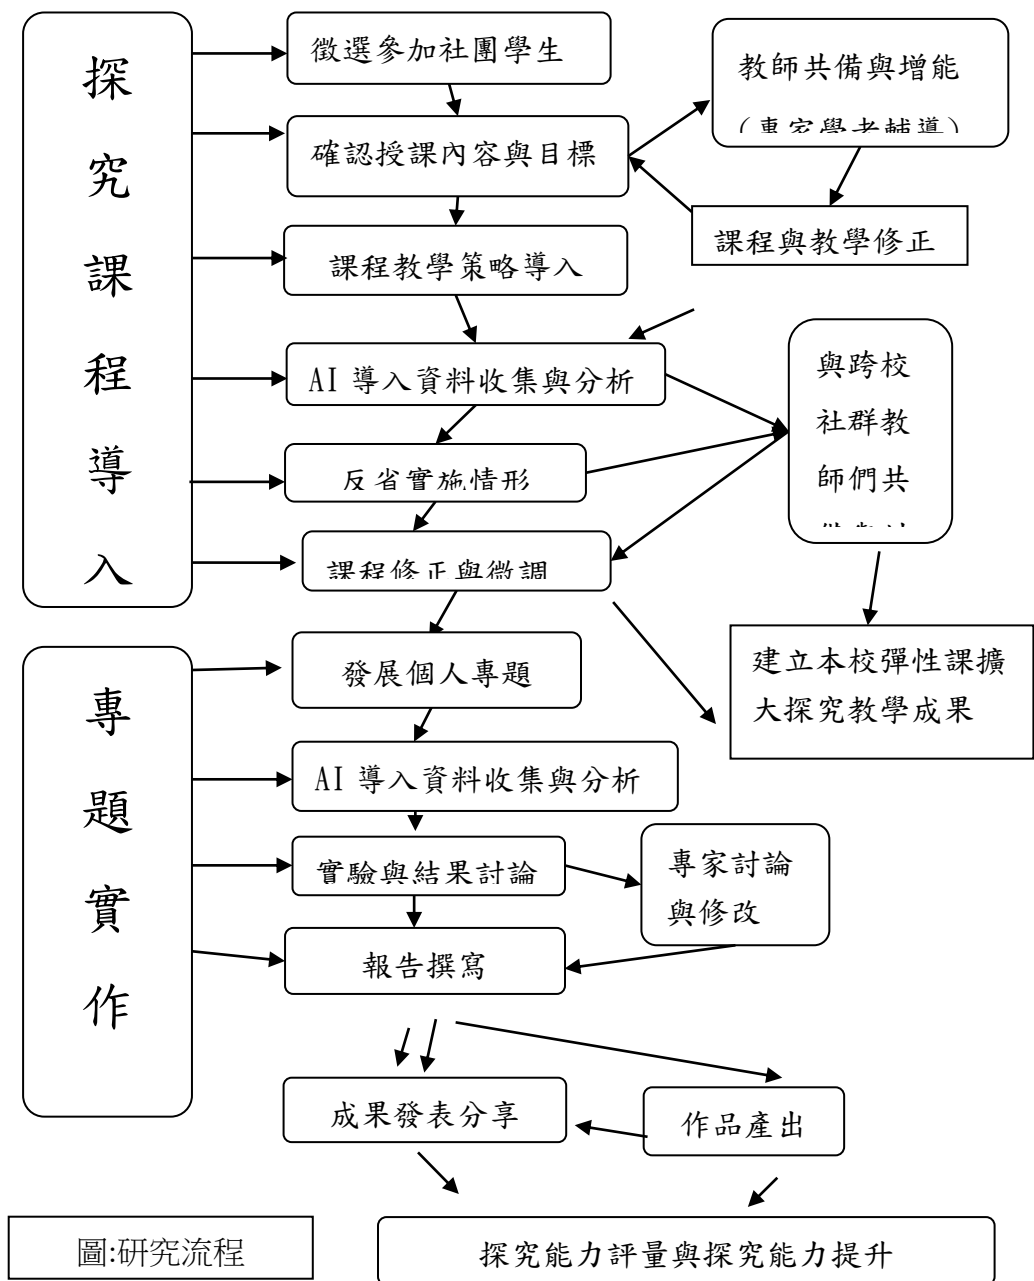 探究課程導入
徵選參加社團學生
教師共備與增能
(專家學者輔導)
確認授課內容與目標
課程與教學修正
課程教學策略導入
AI 導入資料收集與分析
與跨校
社群教
師們共
反省實施情形
課程修正與微調
專題實作
發展個人專題
建立本校彈性課擴
大探究教學成果
AI 導入資料收集與分析
實驗與結果討論
專家討論
與修改
報告撰寫
成果發表分享
作品產出
圖:研究流程
探究能力評量與探究能力提升